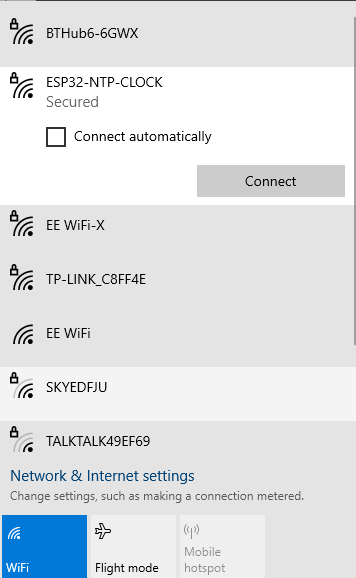 BTHub6-6GWX
ESP32-NTP-CLOCK
Secured
Connect automatically
Connect
EE WiFi-X
TP-LINK_C8FF4E
EE WiFi
SKYEDFJU
TALKTALK49EF69
Network & Internet settings
Change settings, such as making a connection metered.
WiFi
Flight mode
Mobile
hotspot